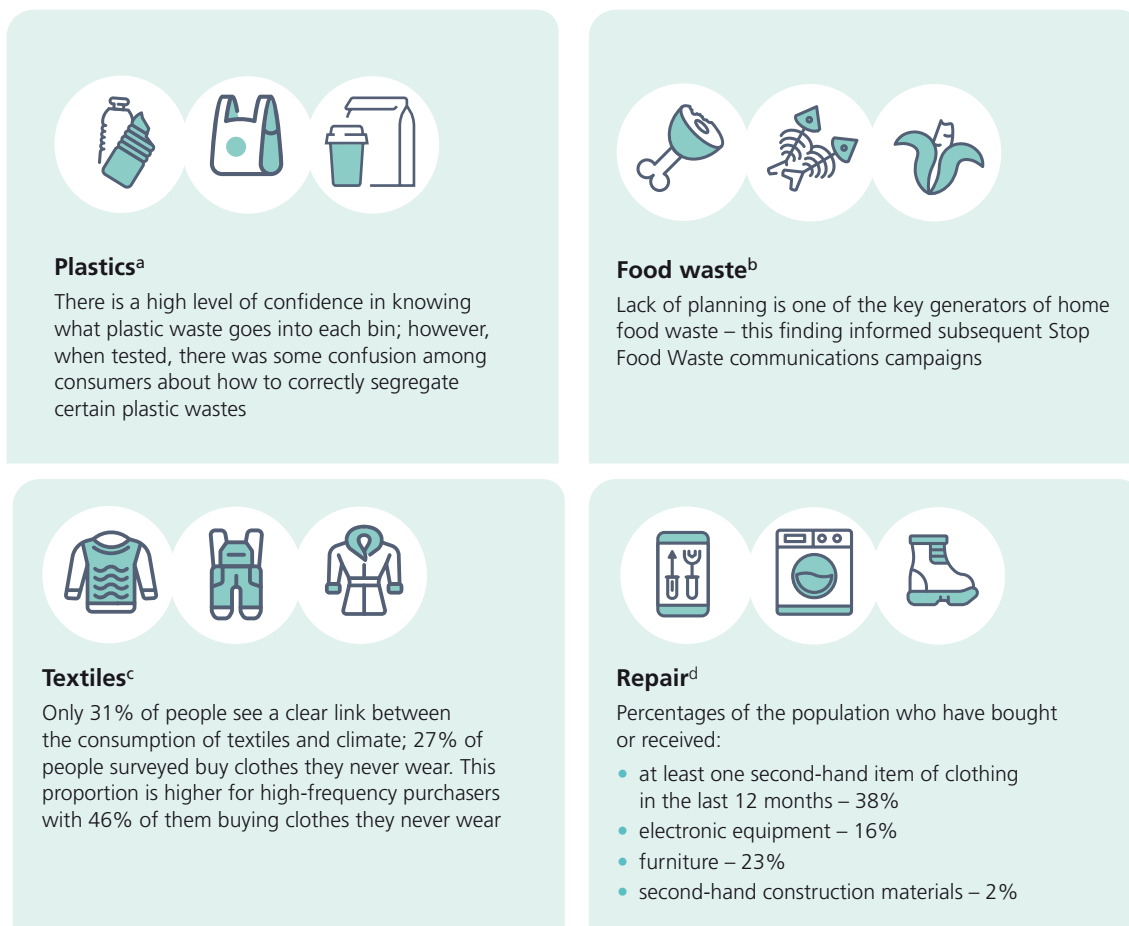 Plasticsᵃ
There is a high level of confidence in knowing
what plastic waste goes into each bin; however,
when tested, there was some confusion among
consumers about how to correctly segregate
certain plastic wastes
Food wasteᵇ
Lack of planning is one of the key generators of home
food waste – this finding informed subsequent Stop
Food Waste communications campaigns
Textilesᶜ
Only 31% of people see a clear link between
the consumption of textiles and climate; 27% of
people surveyed buy clothes they never wear. This
proportion is higher for high-frequency purchasers
with 46% of them buying clothes they never wear
Repairᵈ
Percentages of the population who have bought
or received:
• at least one second-hand item of clothing
in the last 12 months – 38%
• electronic equipment – 16%
• furniture – 23%
• second-hand construction materials – 2%